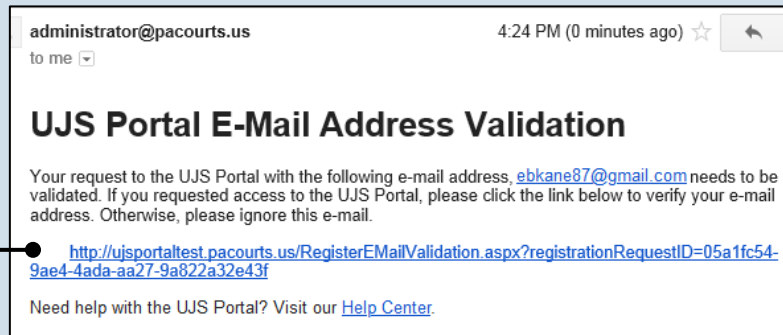 administrator@pacourts.us 4:24 PM (0 minutes ago)
to me
UJS Portal E-Mail Address Validation
Your request to the UJS Portal with the following e-mail address, ebkane87@gmail.com needs to be
validated. If you requested access to the UJS Portal, please click the link below to verify your e-mail
address. Otherwise, please ignore this e-mail.
http://ujsportaltest.pacourts.us/RegisterEMailValidation.aspx?registrationRequestID=05a1fc54-
9ae4-4ada-aa27-9a822a32e43f
Need help with the UJS Portal? Visit our Help Center.